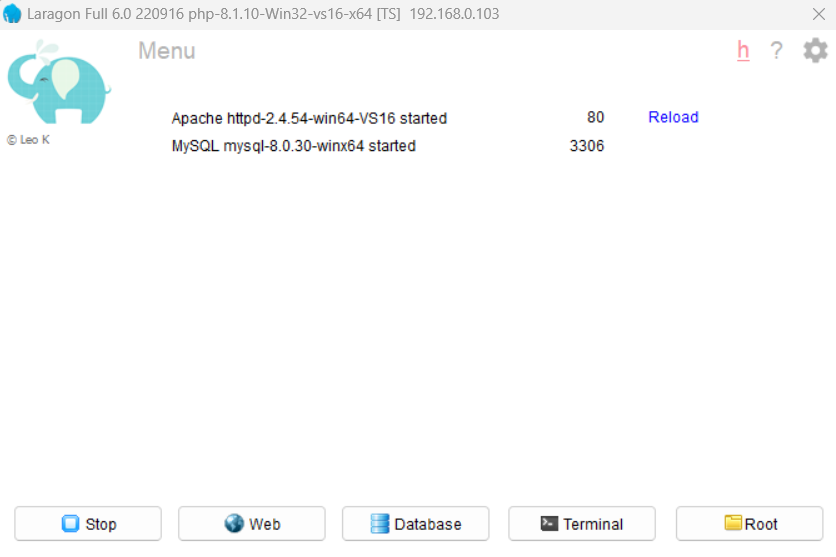 Laragon Full 6.0 220916 php-8.1.10-Win32-vs16-x64 [TS] 192.168.0.103
Menu h ?
© Leo K
Apache httpd-2.4.54-win64-VS16 started 80 Reload
MySQL mysql-8.0.30-winx64 started 3306
Stop Web Database Terminal Root